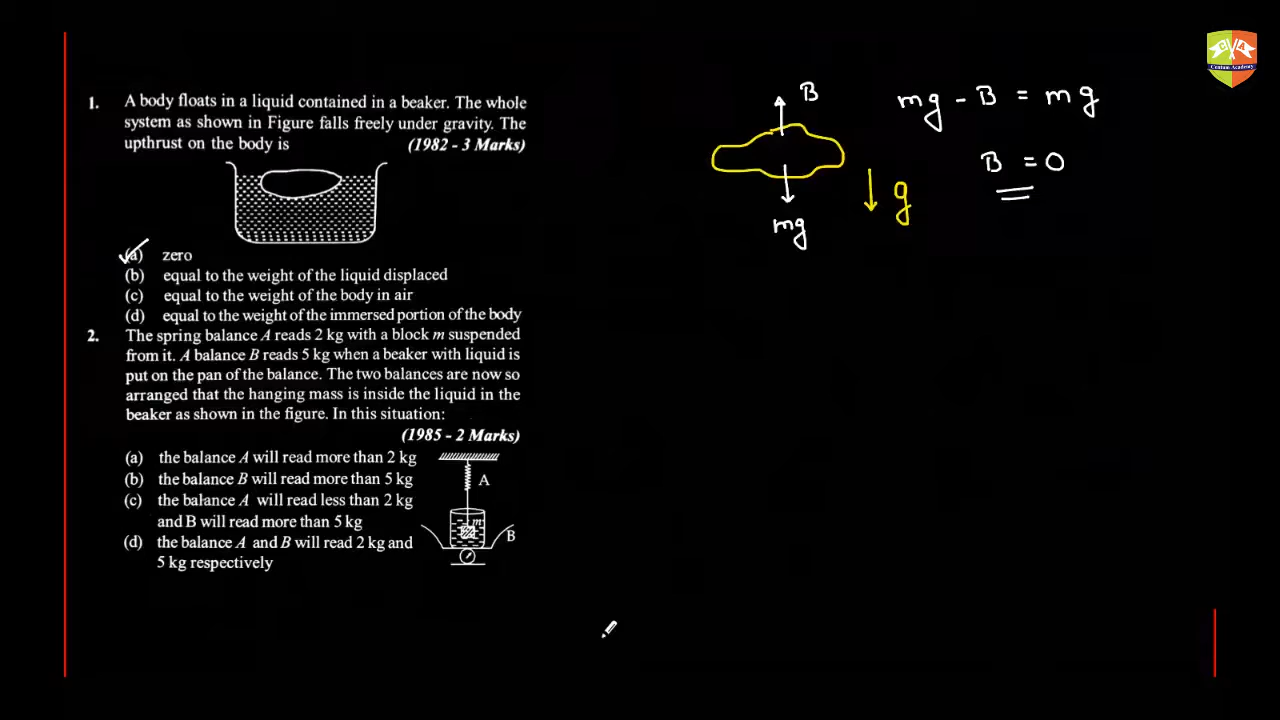 1. A body floats in a liquid contained in a beaker. The whole
system as shown in Figure falls freely under gravity. The
upthrust on the body is (1982 - 3 Marks)
(a) zero
(b) equal to the weight of the liquid displaced
(c) equal to the weight of the body in air
(d) equal to the weight of the immersed portion of the body
2. The spring balance A reads 2 kg with a block m suspended
from it. A balance B reads 5 kg when a beaker with liquid is
put on the pan of the balance. The two balances are now so
arranged that the hanging mass is inside the liquid in the
beaker as shown in the figure. In this situation:
(1985 - 2 Marks)
(a) the balance A will read more than 2 kg
(b) the balance B will read more than 5 kg
(c) the balance A will read less than 2 kg
and B will read more than 5 kg
(d) the balance A and B will read 2 kg and
5 kg respectively
A
m
B
B
mg
g
mg - B = mg
B = 0
C A
Centum Academy